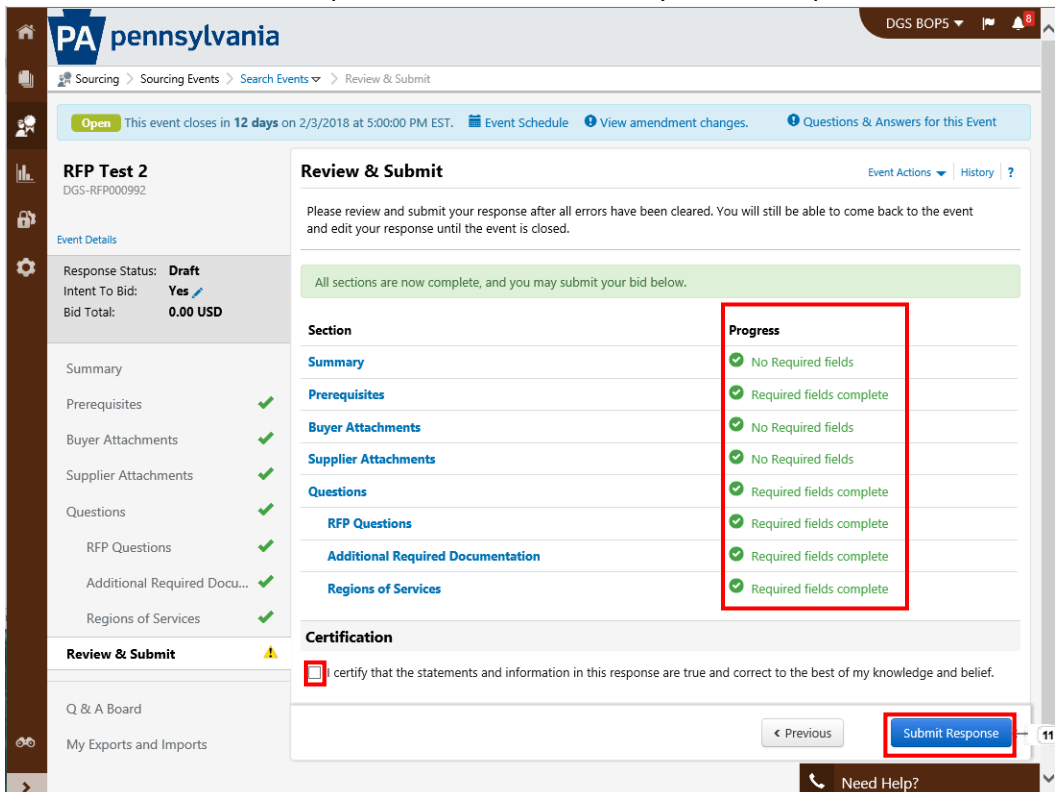 DGS BOP5
8
PA pennsylvania
Sourcing > Sourcing Events > Search Events > Review & Submit
Open This event closes in 12 days on 2/3/2018 at 5:00:00 PM EST. Event Schedule View amendment changes. Questions & Answers for this Event
RFP Test 2
DGS-RFP000992
Event Details
Response Status: Draft
Intent To Bid: Yes
Bid Total: 0.00 USD
Summary
Prerequisites
Buyer Attachments
Supplier Attachments
Questions
RFP Questions
Additional Required Docu...
Regions of Services
Review & Submit
Q & A Board
My Exports and Imports
Review & Submit
Event Actions History ?
Please review and submit your response after all errors have been cleared. You will still be able to come back to the event
and edit your response until the event is closed.
All sections are now complete, and you may submit your bid below.
Section Progress
Summary No Required fields
Prerequisites Required fields complete
Buyer Attachments No Required fields
Supplier Attachments No Required fields
Questions Required fields complete
RFP Questions Required fields complete
Additional Required Documentation Required fields complete
Regions of Services Required fields complete
Certification
I certify that the statements and information in this response are true and correct to the best of my knowledge and belief.
< Previous Submit Response 11
Need Help?